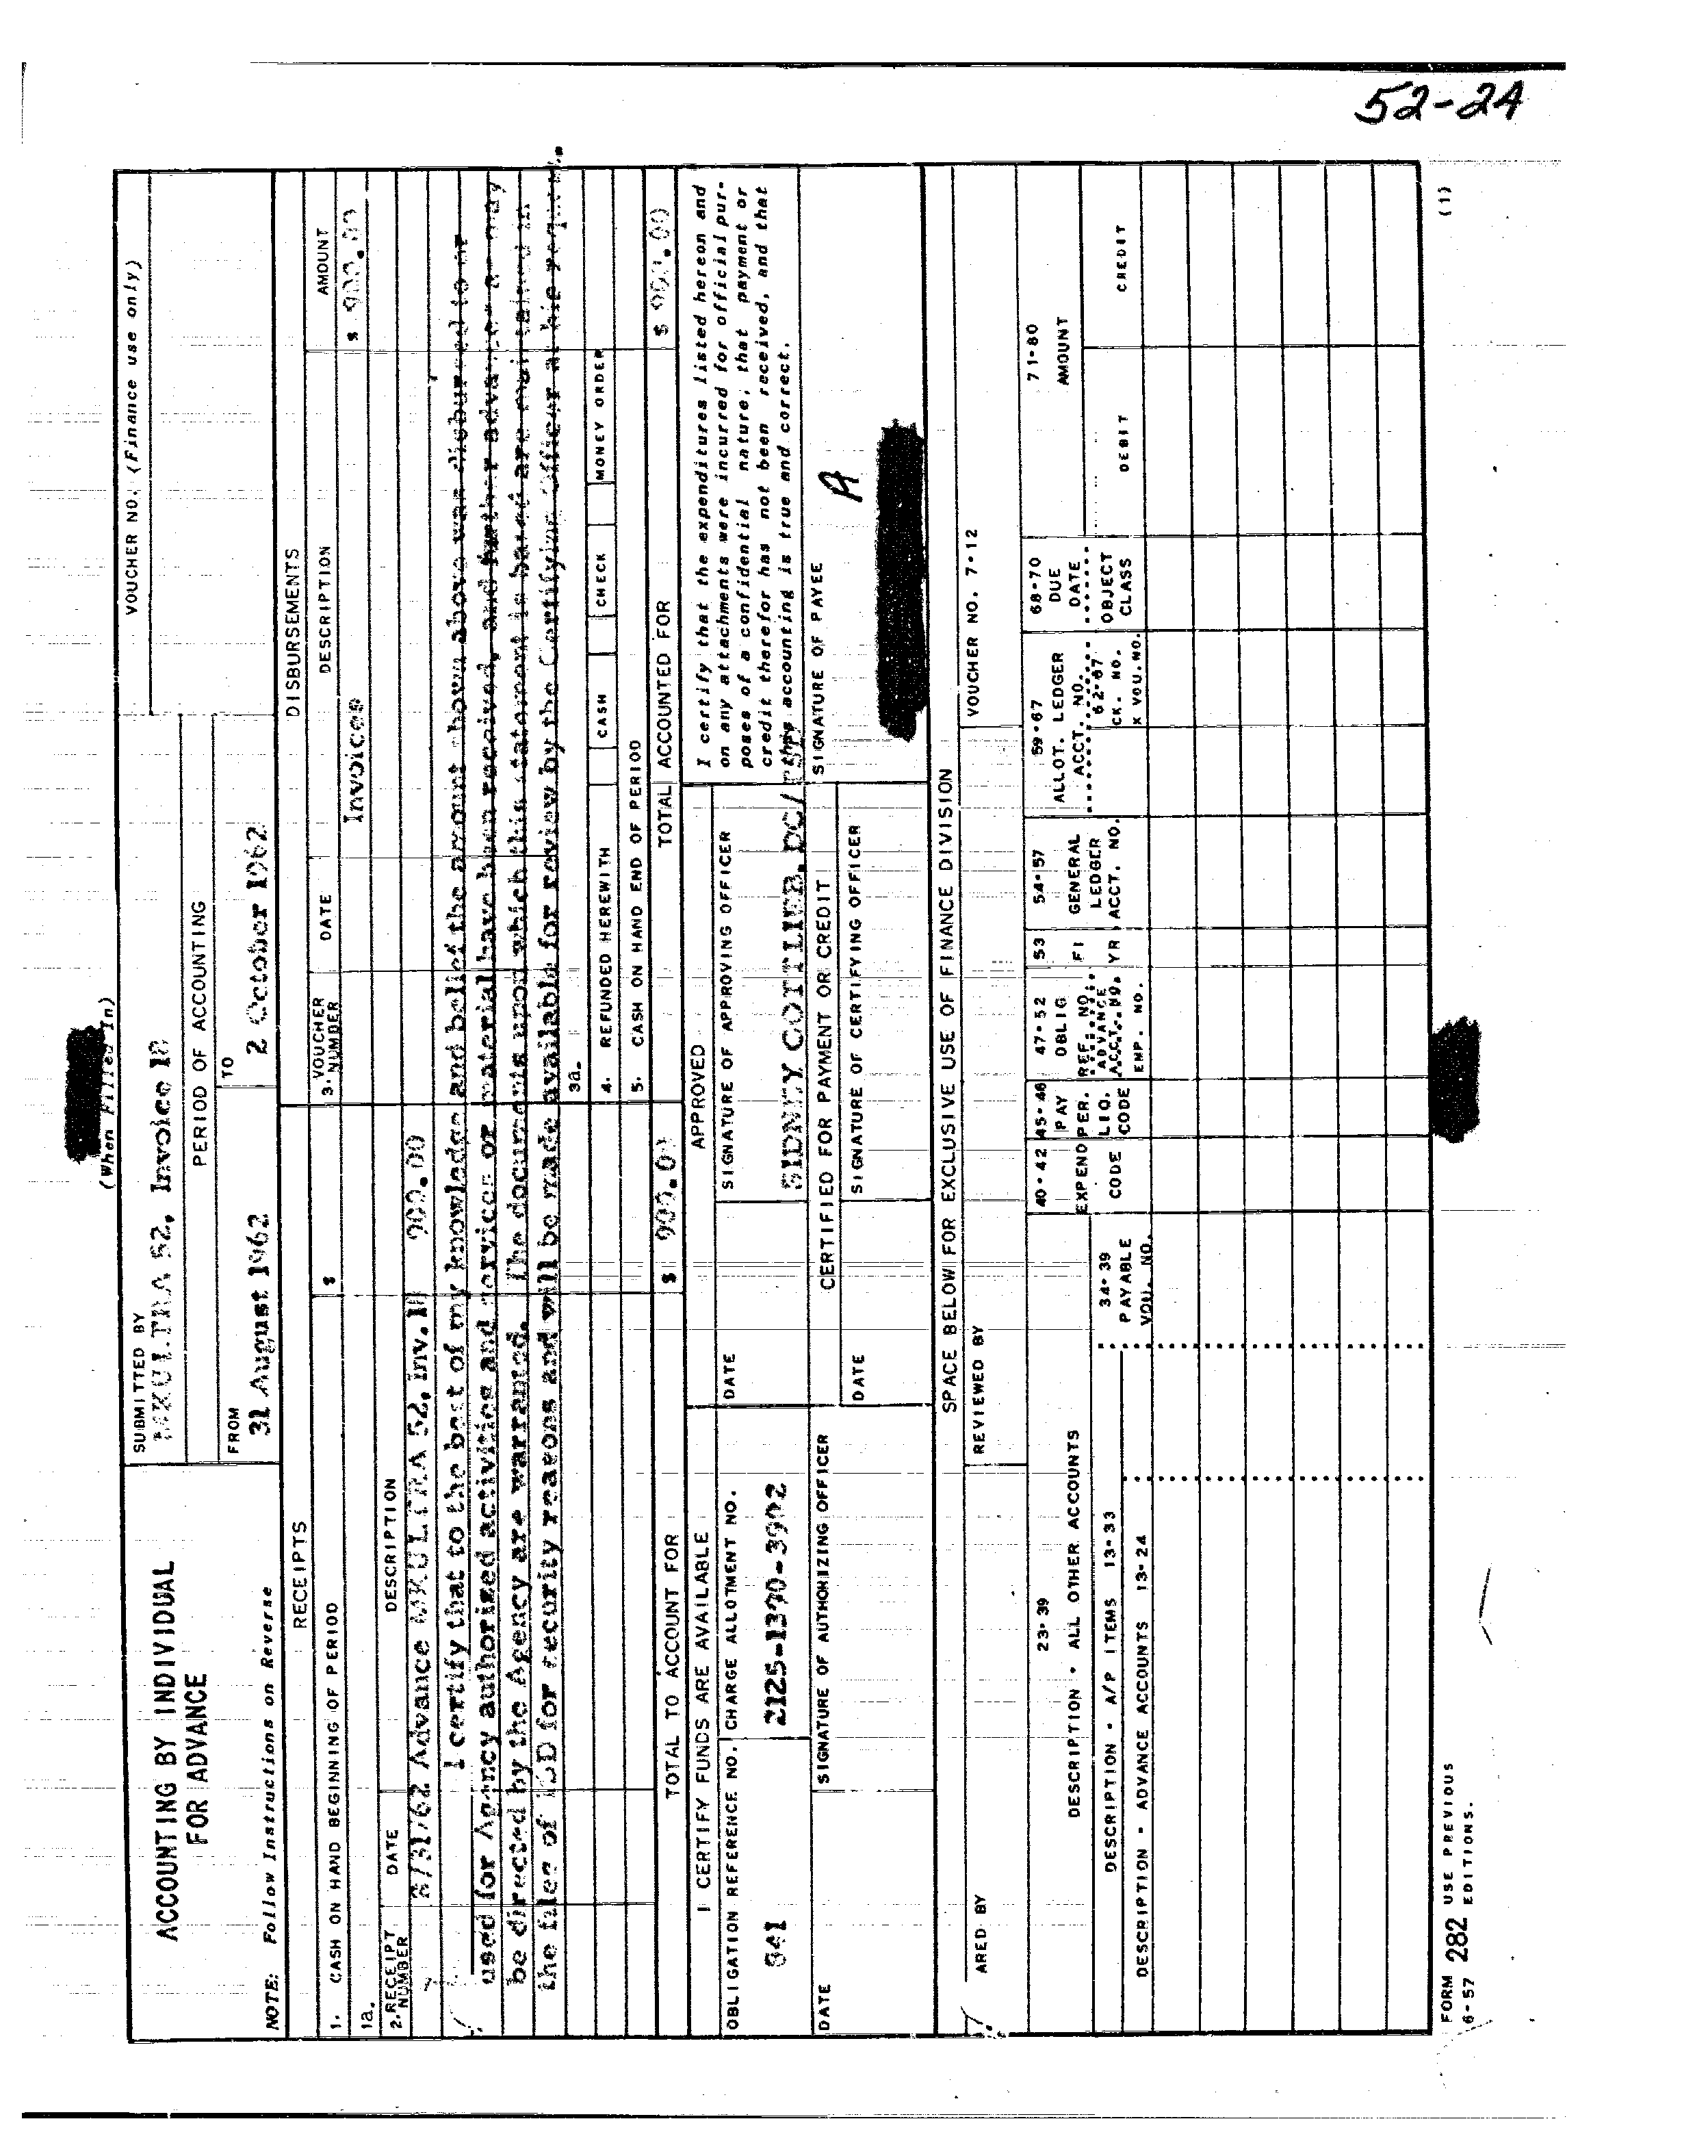 52-24
(When Filled In)
ACCOUNTING BY INDIVIDUAL
FOR ADVANCE
NOTE: Follow Instructions on Reverse
SUBMITTED BY
MKULTRA 52, Invoice 18
VOUCHER NO. (Finance use only)
PERIOD OF ACCOUNTING
FROM
31 August 1962
TO
2 October 1962
RECEIPTS
DISBURSEMENTS
1. CASH ON HAND BEGINNING OF PERIOD
$
3. VOUCHER NUMBER
DATE
DESCRIPTION
AMOUNT
1a.
Invoices
$ 900.00
2. RECEIPT NUMBER
DATE
DESCRIPTION
8/31/62 Advance MKULTRA 52, Inv. 18 900.00
I certify that to the best of my knowledge and belief the amount shown above was disbursed to or
used for Agency authorized activities and services or material have been received, and further advances as may
be directed by the Agency are warranted. The documents upon which this statement is based are maintained in
the files of TSD for security reasons and will be made available for review by the Certifying Officer at his request.
3a.
4. REFUNDED HEREWITH
CASH
CHECK
MONEY ORDER
5. CASH ON HAND END OF PERIOD
TOTAL TO ACCOUNT FOR
$ 900.00
TOTAL ACCOUNTED FOR
$ 900.00
I CERTIFY FUNDS ARE AVAILABLE
APPROVED
I certify that the expenditures listed hereon and
on any attachments were incurred for official pur-
poses of a confidential nature, that payment or
credit therefor has not been received, and that
this accounting is true and correct.
OBLIGATION REFERENCE NO.
041
CHARGE ALLOTMENT NO.
2125-1390-3902
DATE
SIGNATURE OF APPROVING OFFICER
SIDNEY GOTTLIEB, DC/
CERTIFIED FOR PAYMENT OR CREDIT
DATE
SIGNATURE OF AUTHORIZING OFFICER
DATE
SIGNATURE OF CERTIFYING OFFICER
SIGNATURE OF PAYEE
A
SPACE BELOW FOR EXCLUSIVE USE OF FINANCE DIVISION
ARED BY
REVIEWED BY
VOUCHER NO. 7-12
23-39
DESCRIPTION - ALL OTHER ACCOUNTS
DESCRIPTION - A/P ITEMS 13-33
DESCRIPTION - ADVANCE ACCOUNTS 13-24
34-39
PAYABLE
VOU. NO.
40-42
EXPEND
CODE
45-46
PAY
PER.
LIQ.
CODE
47-52
OBLIG
REF. NO.
ADVANCE
ACCT. NO.
EMP. NO.
53
FI
YR
54-57
GENERAL
LEDGER
ACCT. NO.
59-67
ALLOT. LEDGER
ACCT. NO.
62-67
CK. NO.
X VOU. NO.
68-70
DUE
DATE
OBJECT
CLASS
71-80
AMOUNT
DEBIT
CREDIT
FORM 282 USE PREVIOUS
6-57 EDITIONS.
(1)